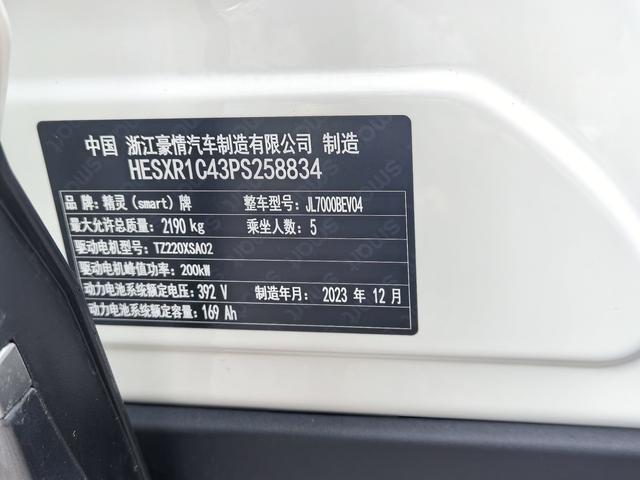 中国 浙江豪情汽车制造有限公司 制造
HESXR1C43PS258834
品 牌：精灵（smart）牌 整车型号：JL7000BEV04
最大允许总质量：2190 kg 乘坐人数：5
驱动电机型号：TZ220XSA02
驱动电机峰值功率：200kW
动力电池系统额定电压：392 V 制造年月：2023 年 12 月
动力电池系统额定容量：169 Ah